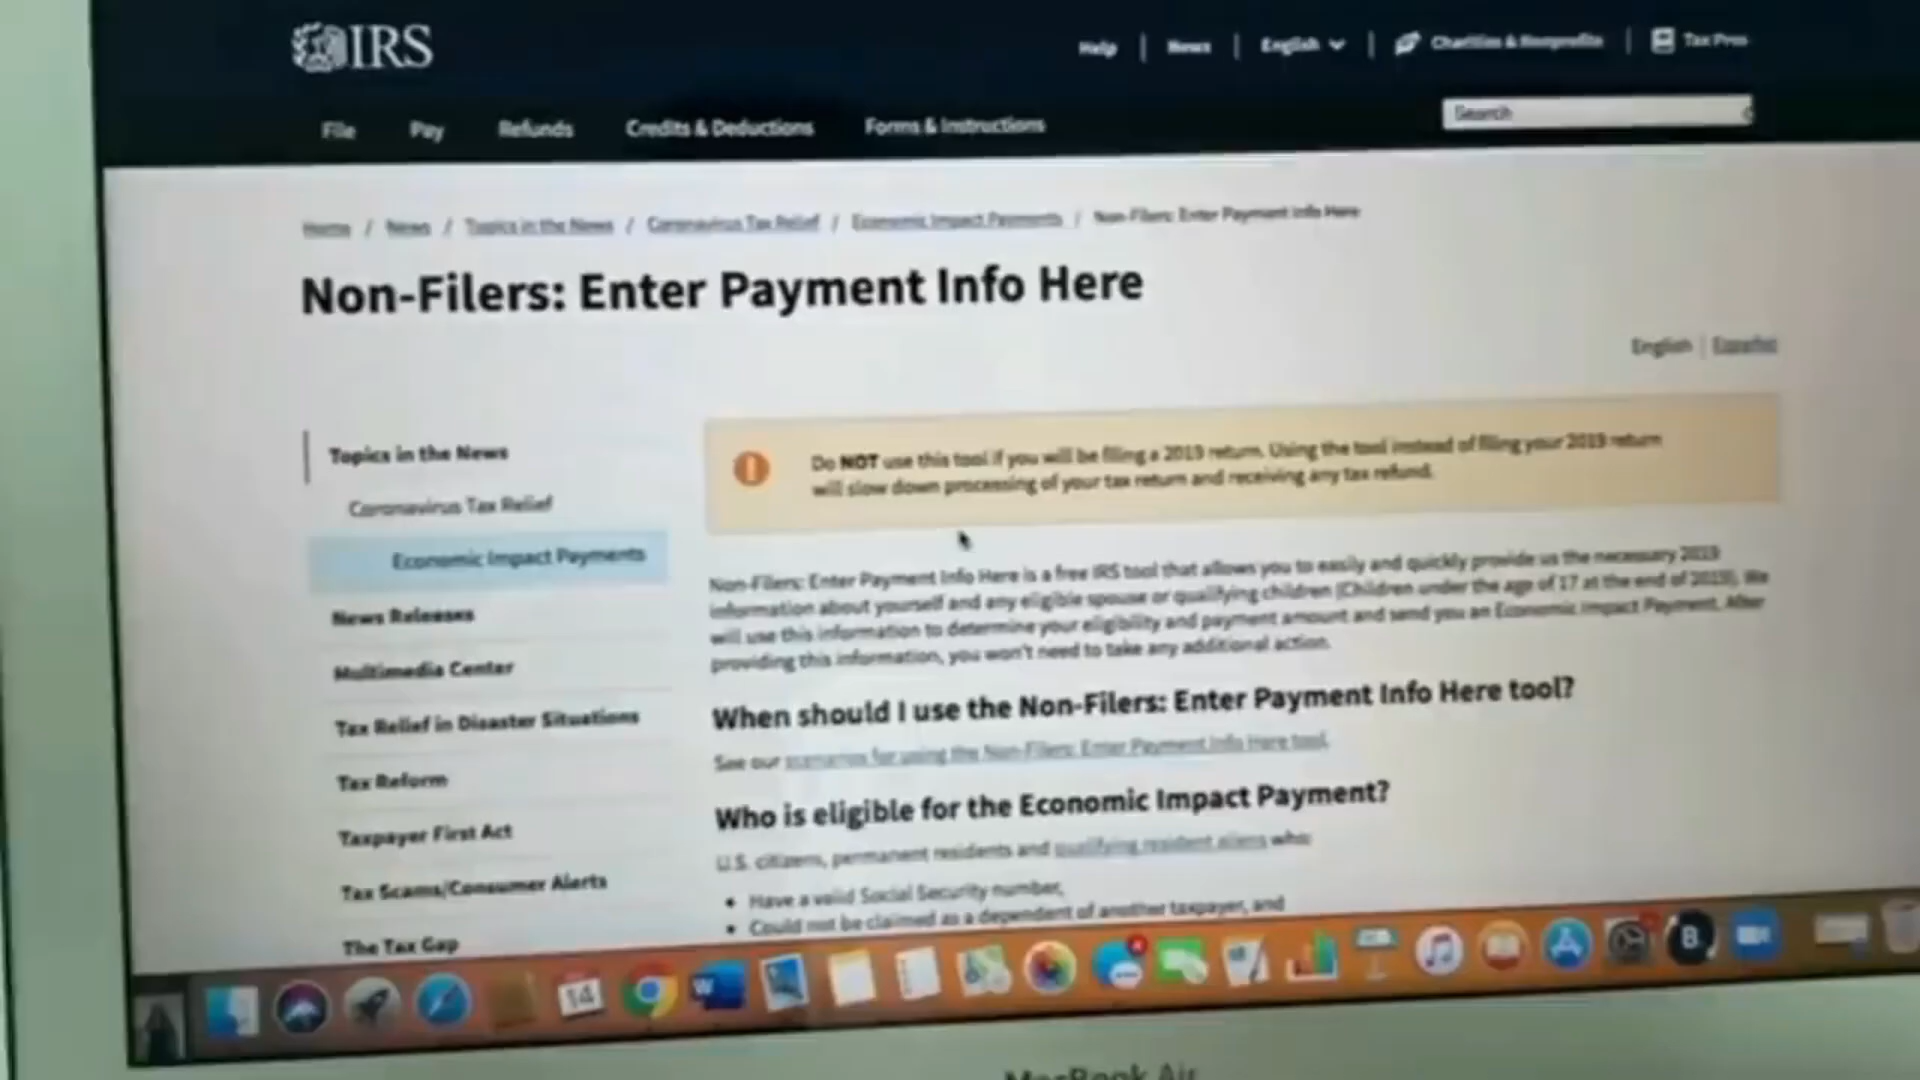 IRS
Help | News | English | Charities & Nonprofits | Tax Pros
File Pay Refunds Credits & Deductions Forms & Instructions
Search
Home / News / Topics in the News / Coronavirus Tax Relief / Economic Impact Payments / Non-Filers: Enter Payment Info Here
Non-Filers: Enter Payment Info Here
English | Español
Topics in the News
Coronavirus Tax Relief
Economic Impact Payments
News Releases
Multimedia Center
Tax Relief in Disaster Situations
Tax Reform
Taxpayer First Act
Tax Scams/Consumer Alerts
The Tax Gap
Do NOT use this tool if you will be filing a 2019 return. Using the tool instead of filing your 2019 return
will slow down processing of your tax return and receiving any tax refund.
Non-Filers: Enter Payment Info Here is a free IRS tool that allows you to easily and quickly provide us the necessary 2019
information about yourself and any eligible spouse or qualifying children (Children under the age of 17 at the end of 2019). We
will use this information to determine your eligibility and payment amount and send you an Economic Impact Payment. After
providing this information, you won't need to take any additional action.
When should I use the Non-Filers: Enter Payment Info Here tool?
See our scenarios for using the Non-Filers: Enter Payment Info Here tool.
Who is eligible for the Economic Impact Payment?
U.S. citizens, permanent residents and qualifying resident aliens who:
• Have a valid Social Security number,
• Could not be claimed as a dependent of another taxpayer, and
14
W
B
MacBook Air